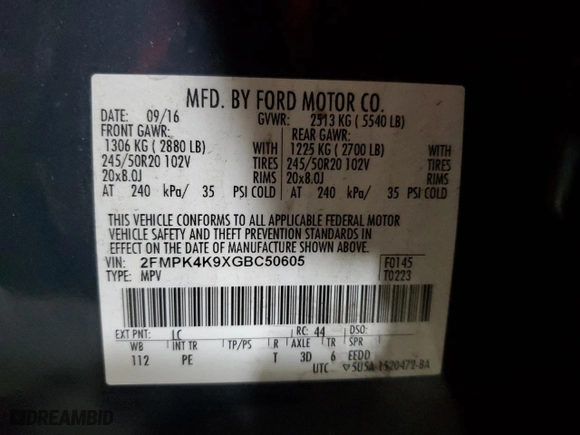 MFD. BY FORD MOTOR CO.
DATE: 09/16 GVWR: 2513 KG ( 5540 LB)
FRONT GAWR: REAR GAWR:
1306 KG ( 2880 LB) WITH 1225 KG ( 2700 LB) WITH
245/50R20 102V TIRES 245/50R20 102V TIRES
20x8.0J RIMS 20x8.0J RIMS
AT 240 kPa/ 35 PSI COLD AT 240 kPa/ 35 PSI COLD
THIS VEHICLE CONFORMS TO ALL APPLICABLE FEDERAL MOTOR
VEHICLE SAFETY AND THEFT PREVENTION STANDARDS IN
EFFECT ON THE DATE OF MANUFACTURE SHOWN ABOVE.
VIN: 2FMPK4K9XGBC50605 F0145
TYPE: MPV T0223
EXT PNT: LC RC: 44 DSO:
WB INT TR TP/PS R AXLE TR SPR
112 PE T 3D 6 EEDD
UTC 5U5A-1520472-BA
DREAMBID